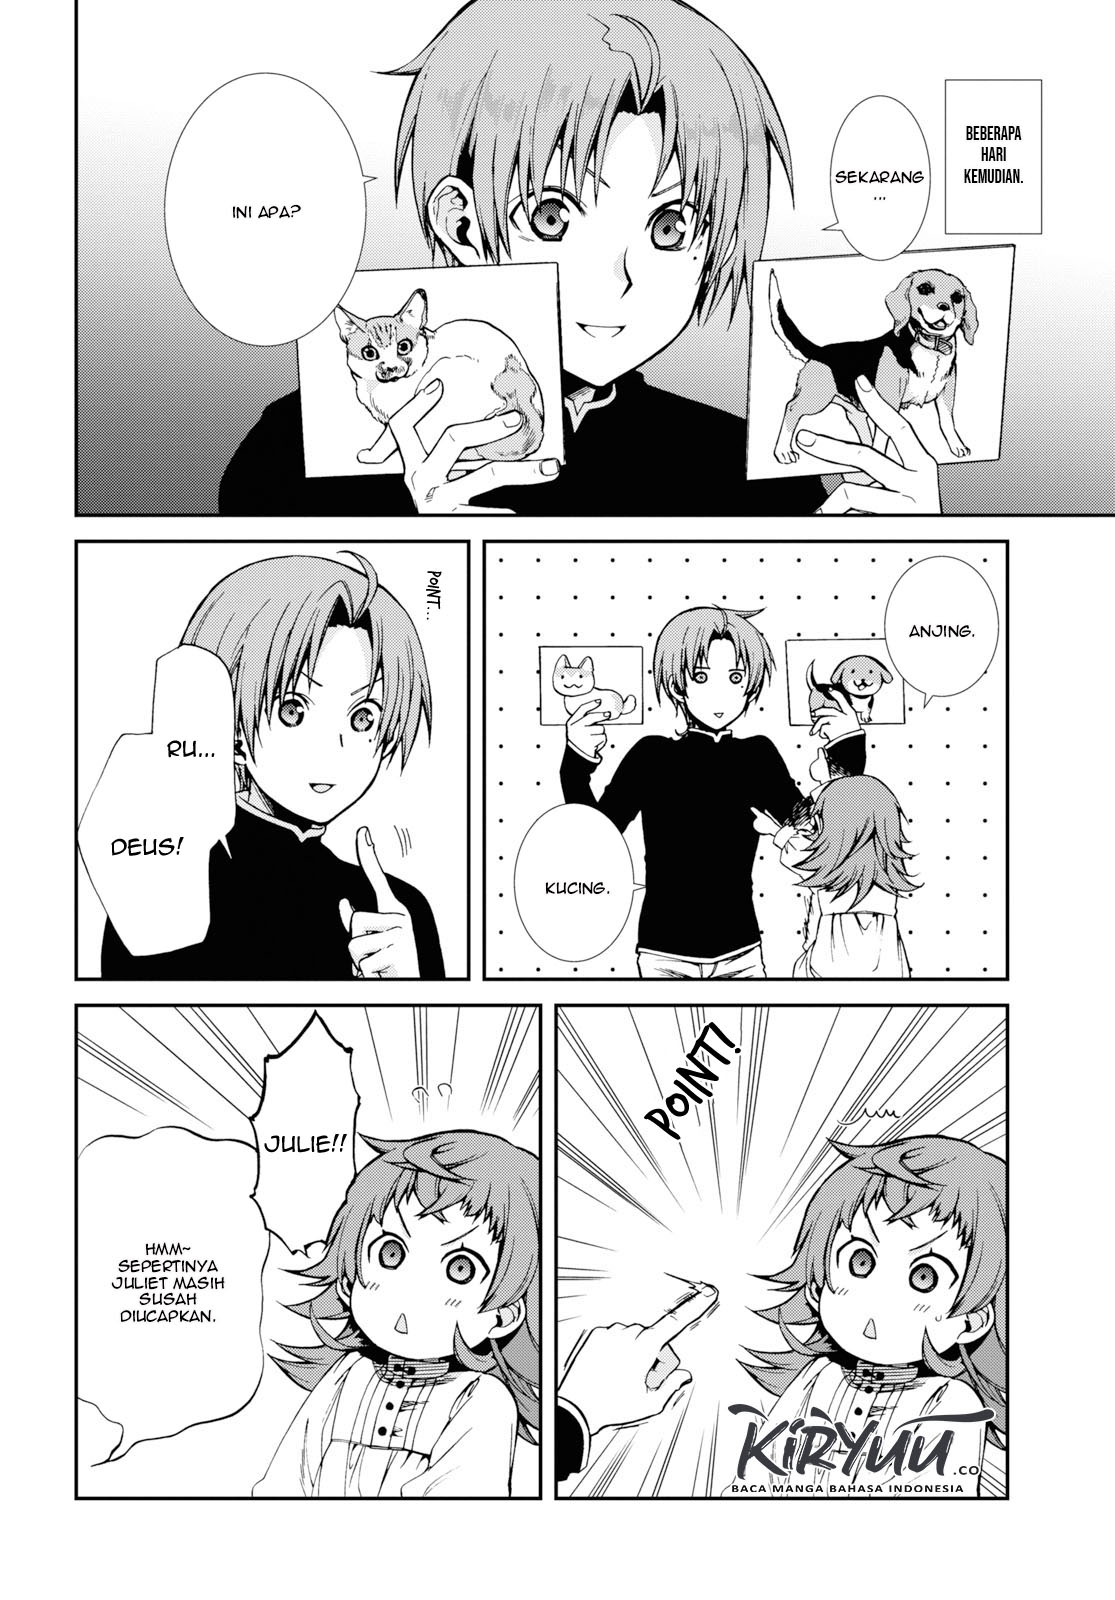 BEBERAPA
HARI
KEMUDIAN.
SEKARANG
...
INI APA?
ANJING.
KUCING.
POINT...
RU...
DEUS!
POINT!
JULIE!!
HMM~
SEPERTINYA
JULIET MASIH
SUSAH
DIUCAPKAN.
KIRYUU.CO
BACA MANGA BAHASA INDONESIA